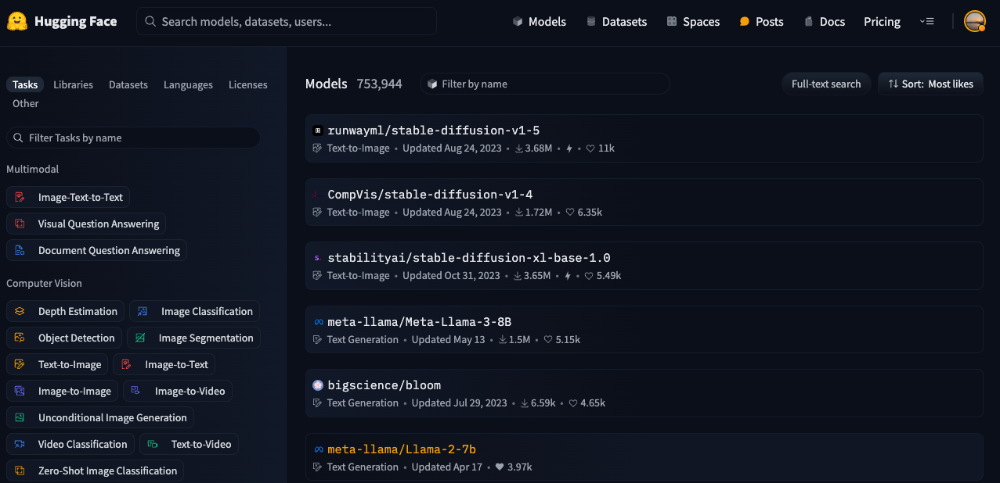 Hugging Face
Search models, datasets, users...
Models
Datasets
Spaces
Posts
Docs
Pricing
Tasks Libraries Datasets Languages Licenses
Other
Filter Tasks by name
Multimodal
Image-Text-to-Text
Visual Question Answering
Document Question Answering
Computer Vision
Depth Estimation Image Classification
Object Detection Image Segmentation
Text-to-Image Image-to-Text
Image-to-Image Image-to-Video
Unconditional Image Generation
Video Classification Text-to-Video
Zero-Shot Image Classification
Models 753,944
Filter by name
Full-text search
Sort: Most likes
runwayml/stable-diffusion-v1-5
Text-to-Image • Updated Aug 24, 2023 • 3.68M • • 11k
CompVis/stable-diffusion-v1-4
Text-to-Image • Updated Aug 24, 2023 • 1.72M • 6.35k
stabilityai/stable-diffusion-xl-base-1.0
Text-to-Image • Updated Oct 31, 2023 • 3.65M • • 5.49k
meta-llama/Meta-Llama-3-8B
Text Generation • Updated May 13 • 1.5M • 5.15k
bigscience/bloom
Text Generation • Updated Jul 29, 2023 • 6.59k • 4.65k
meta-llama/Llama-2-7b
Text Generation • Updated Apr 17 • 3.97k